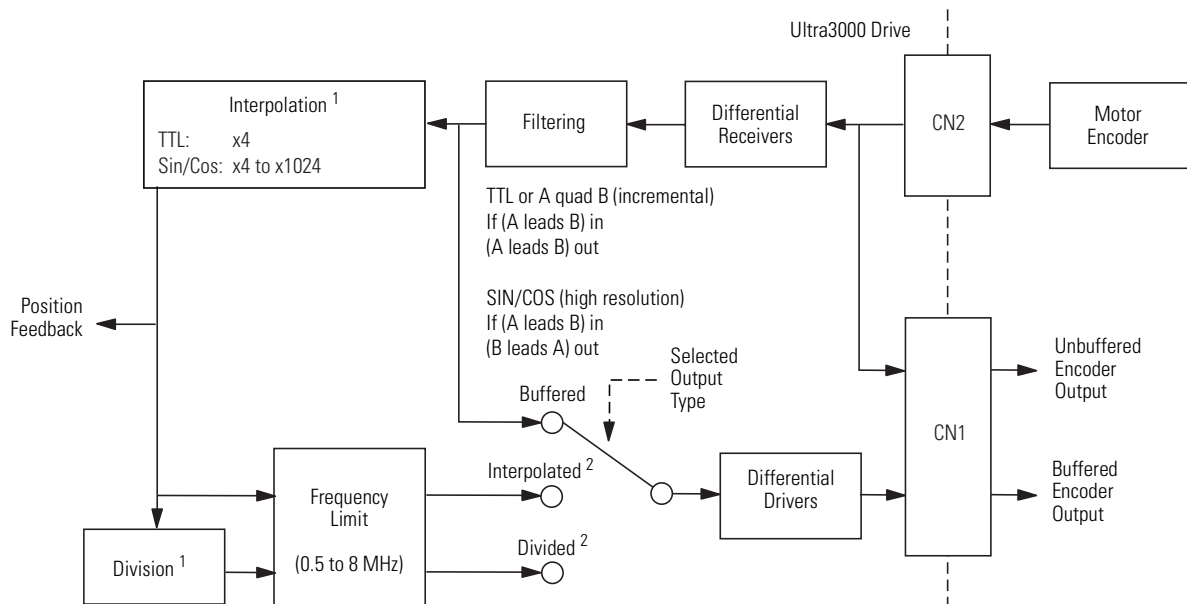 Ultra3000 Drive
Interpolation 1
TTL: x4
Sin/Cos: x4 to x1024
Filtering
Differential
Receivers
CN2
Motor
Encoder
TTL or A quad B (incremental)
If (A leads B) in
(A leads B) out
SIN/COS (high resolution)
If (A leads B) in
(B leads A) out
Position
Feedback
Selected
Output
Type
Unbuffered
Encoder
Output
Buffered
CN1
Interpolated 2
Frequency
Limit
(0.5 to 8 MHz)
Differential
Drivers
Buffered
Encoder
Output
Divided 2
Division 1